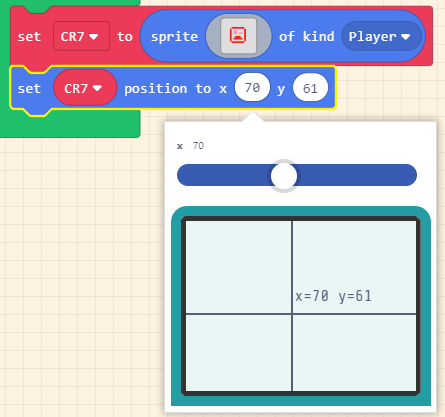 set CR7 to sprite of kind Player
set CR7 position to x 70 y 61
x 70
x=70 y=61